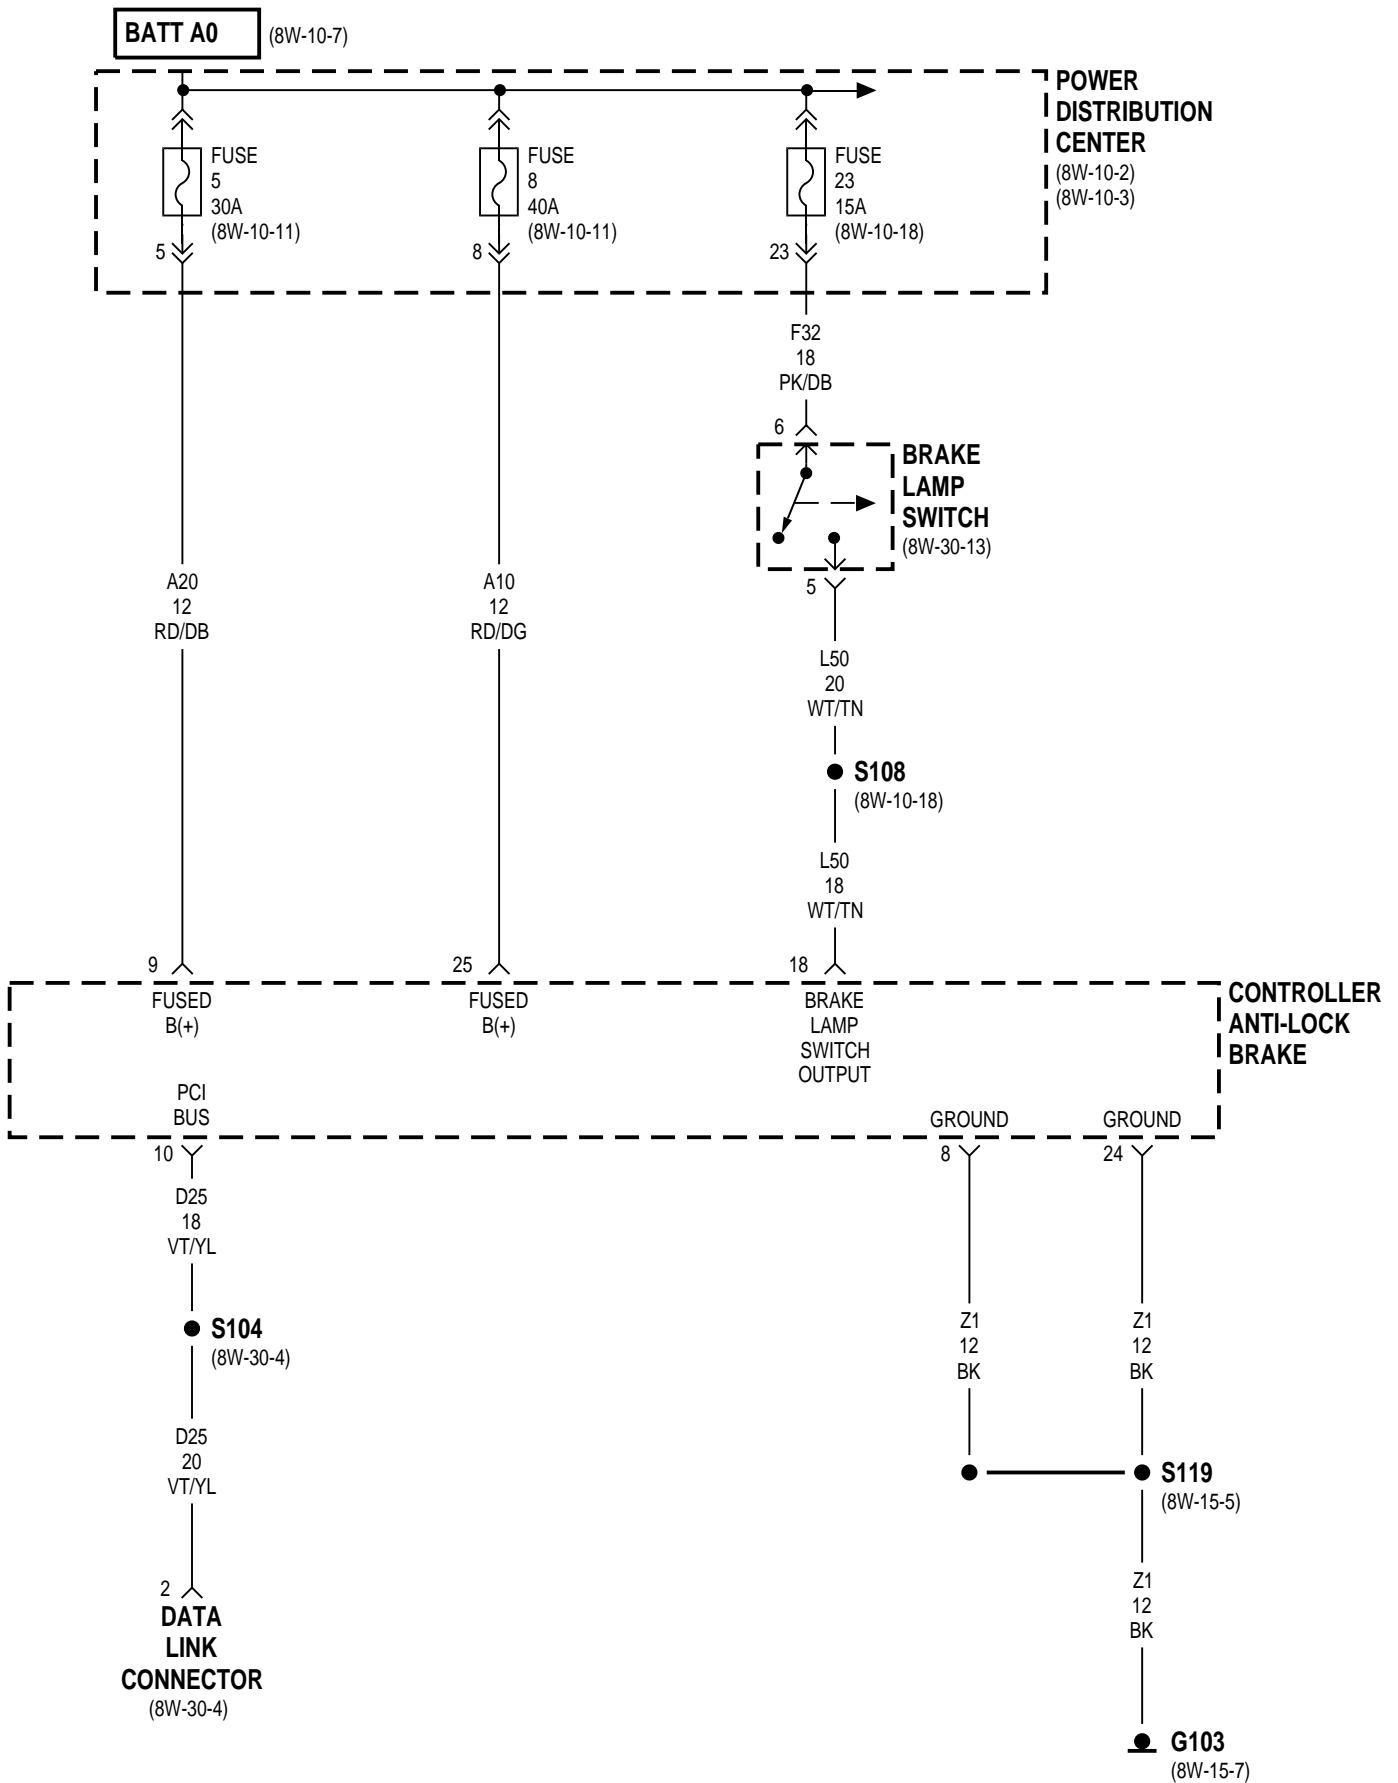 BATT A0 (8W-10-7)
POWER
DISTRIBUTION
CENTER
(8W-10-2)
(8W-10-3)
FUSE
5
30A
(8W-10-11)
5
FUSE
8
40A
(8W-10-11)
8
FUSE
23
15A
(8W-10-18)
23
F32
18
PK/DB
6
BRAKE
LAMP
SWITCH
(8W-30-13)
5
A20
12
RD/DB
A10
12
RD/DG
L50
20
WT/TN
S108
(8W-10-18)
L50
18
WT/TN
9
25
18
FUSED
B(+)
FUSED
B(+)
BRAKE
LAMP
SWITCH
OUTPUT
CONTROLLER
ANTI-LOCK
BRAKE
PCI
BUS
GROUND
GROUND
10
8
24
D25
18
VT/YL
S104
(8W-30-4)
D25
20
VT/YL
2
DATA
LINK
CONNECTOR
(8W-30-4)
Z1
12
BK
Z1
12
BK
S119
(8W-15-5)
Z1
12
BK
G103
(8W-15-7)